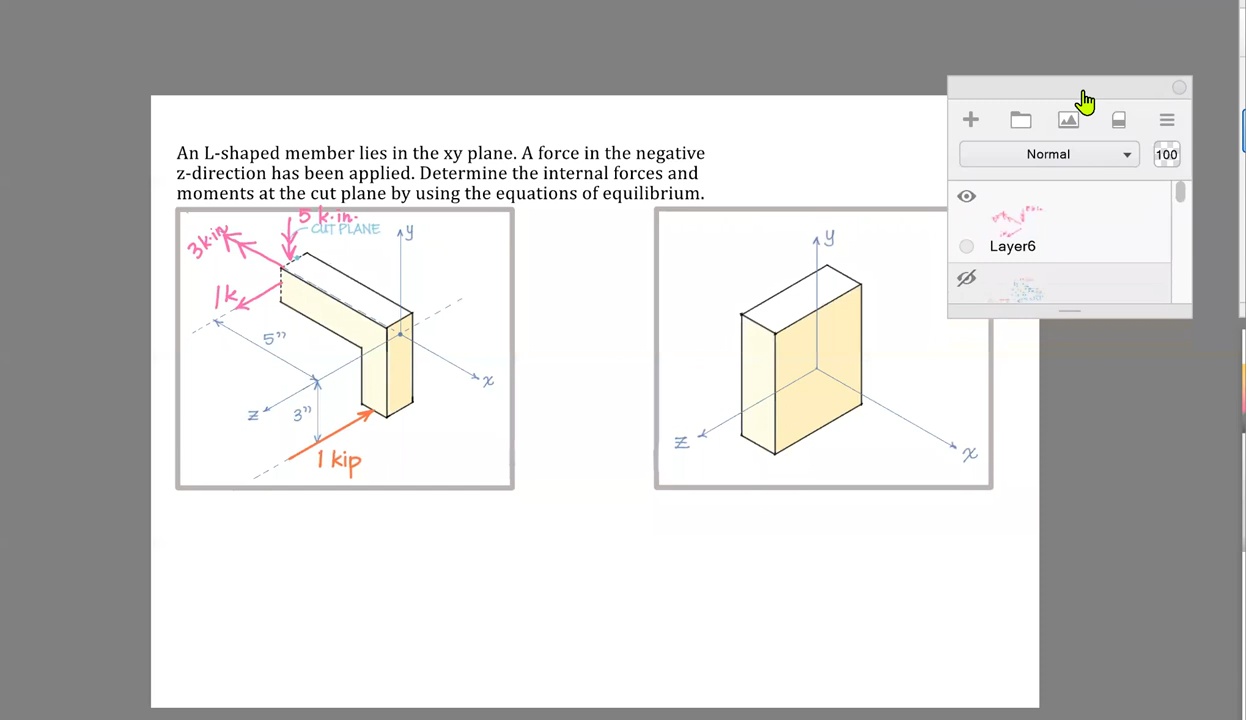 An L-shaped member lies in the xy plane. A force in the negative
z-direction has been applied. Determine the internal forces and
moments at the cut plane by using the equations of equilibrium.
5 k·in.
CUT PLANE
3k·in
1k
y
5"
x
z
3"
1 kip
y
z
x
Normal
100
Layer6